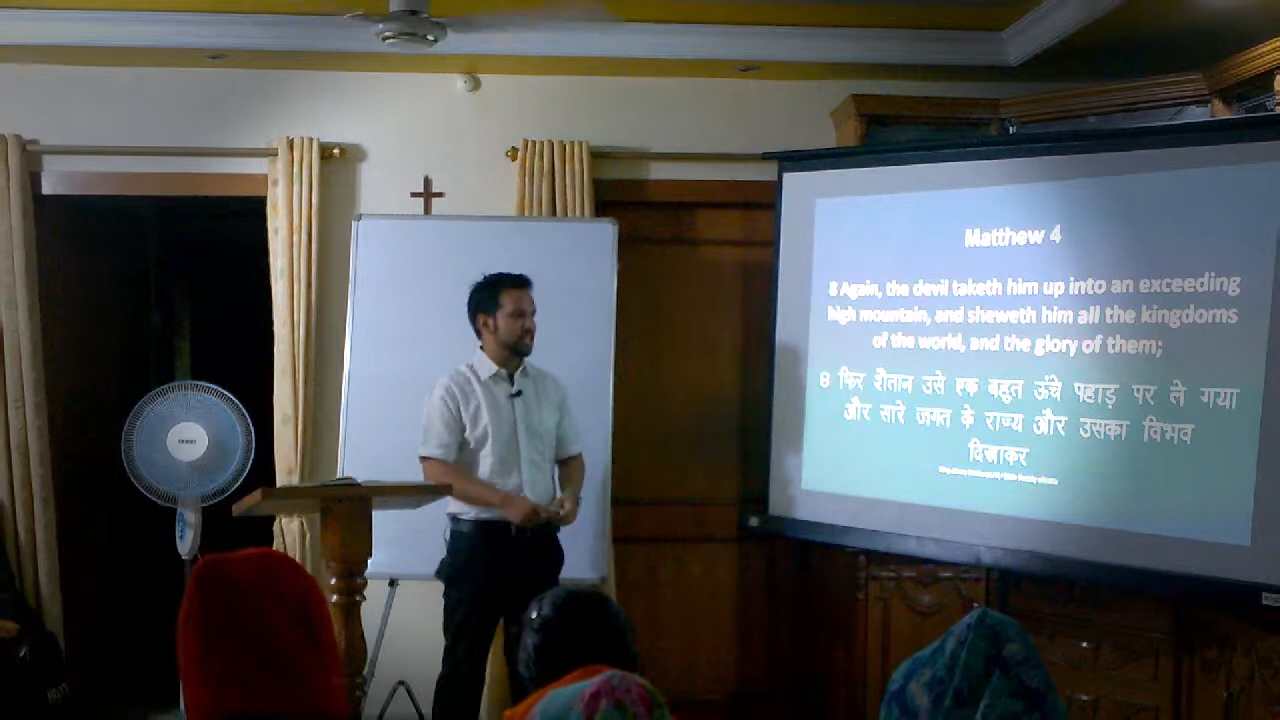 Matthew 4
8 Again, the devil taketh him up into an exceeding
high mountain, and sheweth him all the kingdoms
of the world, and the glory of them;
8 फिर शैतान उसे एक बहुत ऊँचे पहाड़ पर ले गया
और सारे जगत के राज्य और उसका विभव
दिखाकर